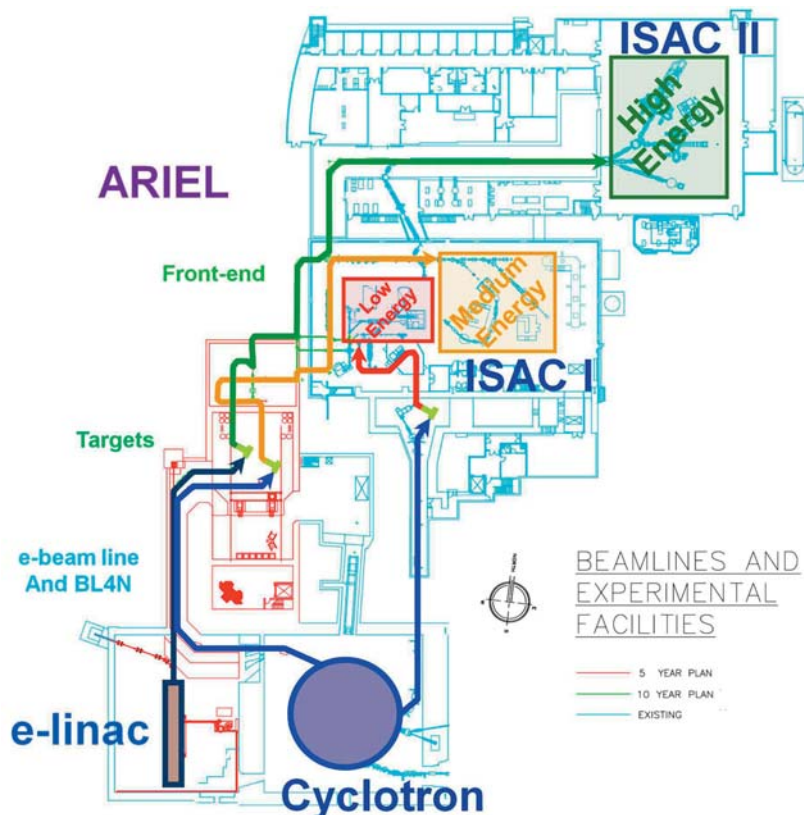 ISAC II
High
Energy
ARIEL
Front-end
Low
Energy
Medium
Energy
ISAC I
Targets
e-beam line
And BL4N
NORTH
BEAMLINES AND
EXPERIMENTAL
FACILITIES
5 YEAR PLAN
10 YEAR PLAN
EXISTING
e-linac
Cyclotron